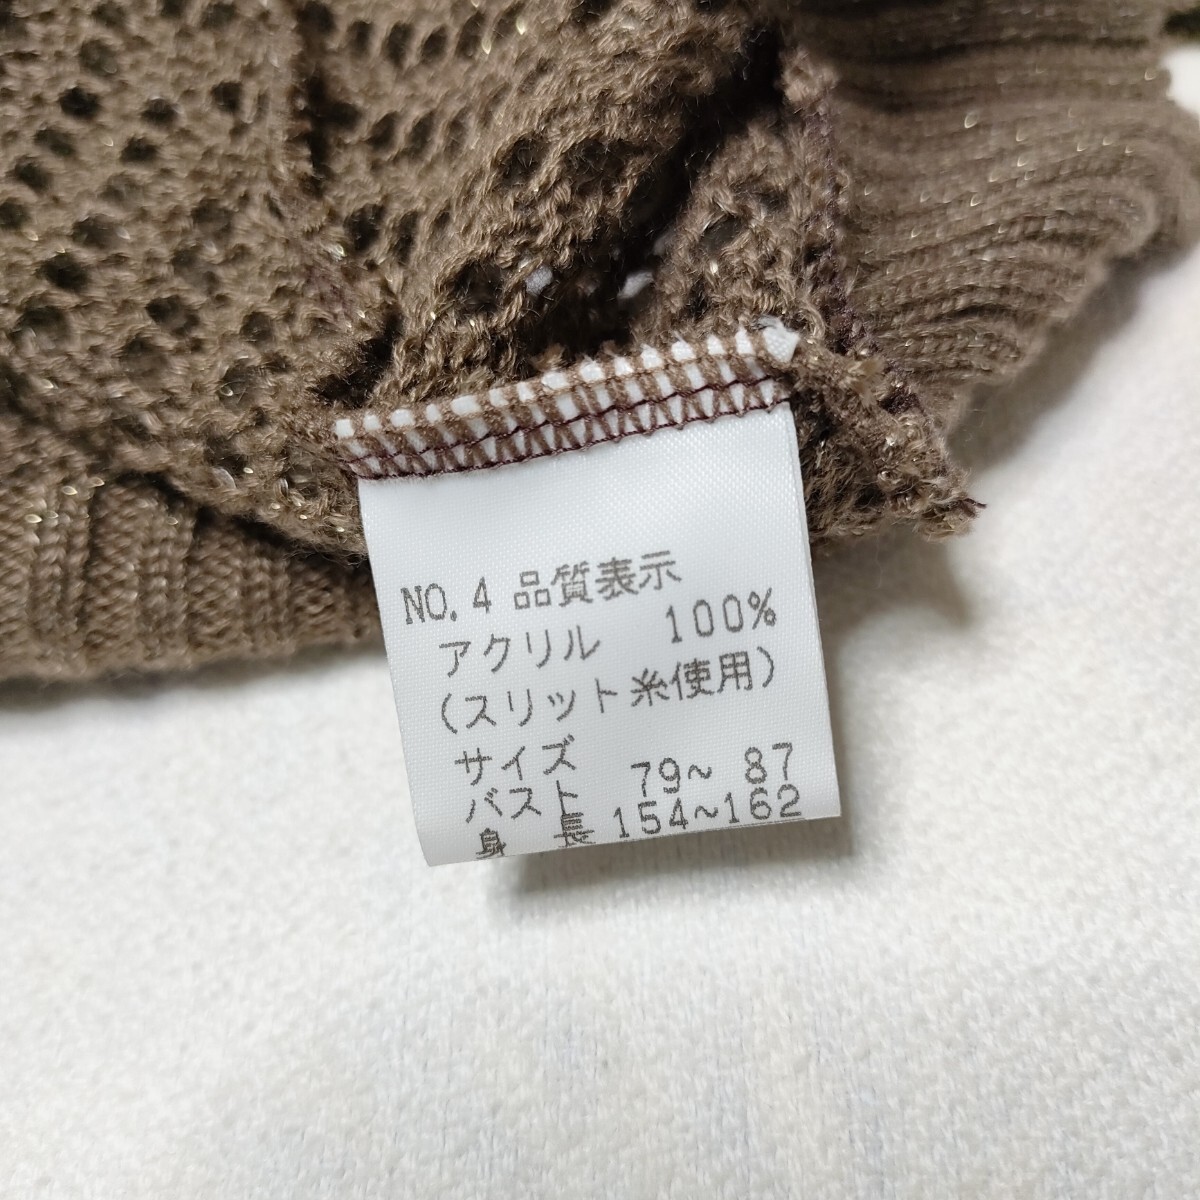 NO.4 品質表示
アクリル 100%
(スリット糸使用)
サイズ
バスト 79~ 87
身 長 154~162